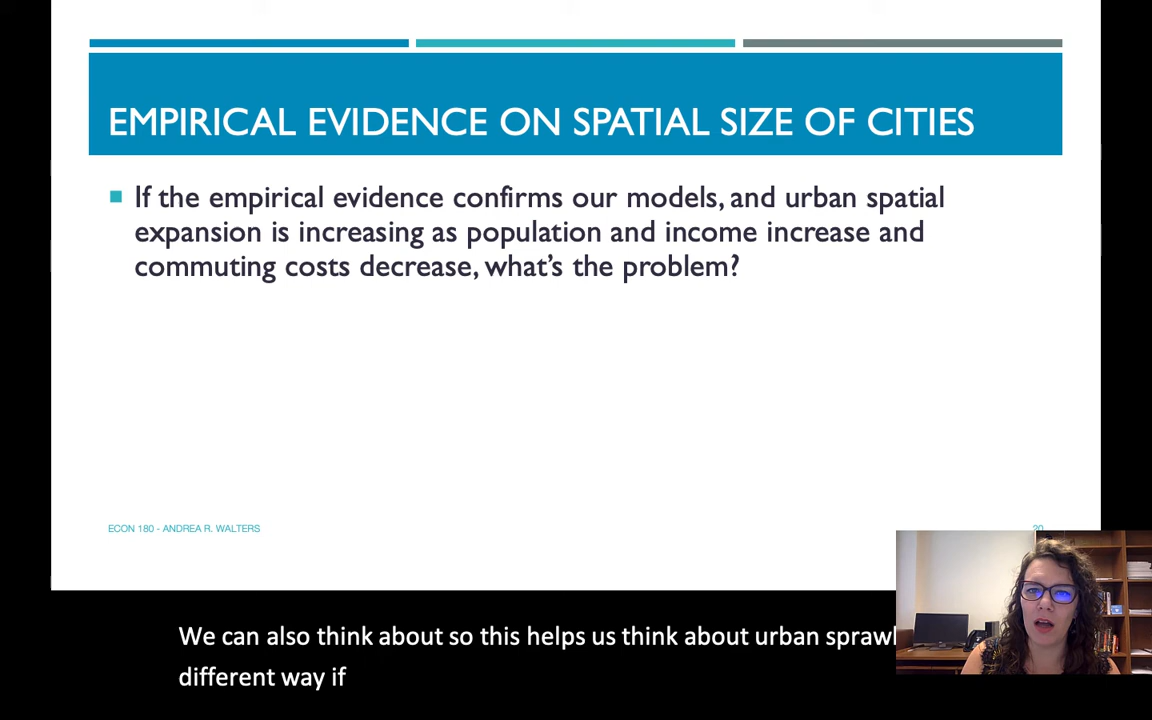 EMPIRICAL EVIDENCE ON SPATIAL SIZE OF CITIES
If the empirical evidence confirms our models, and urban spatial
expansion is increasing as population and income increase and
commuting costs decrease, what's the problem?
ECON 180 - ANDREA R. WALTERS
20
We can also think about so this helps us think about urban sprawl
different way if